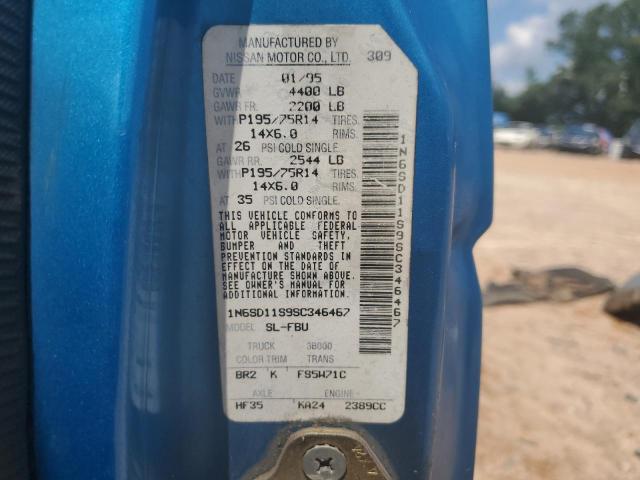 MANUFACTURED BY
NISSAN MOTOR CO., LTD. 309
DATE 01/95
GVWR 4400 LB
GAWR FR. 2200 LB
WITH P195/75R14 TIRES.
14X6.0 RIMS.
AT 26 PSI COLD SINGLE.
GAWR RR. 2544 LB
WITH P195/75R14 TIRES.
14X6.0 RIMS.
AT 35 PSI COLD SINGLE.
THIS VEHICLE CONFORMS TO
ALL APPLICABLE FEDERAL
MOTOR VEHICLE SAFETY,
BUMPER AND THEFT
PREVENTION STANDARDS IN
EFFECT ON THE DATE OF
MANUFACTURE SHOWN ABOVE.
SEE OWNER'S MANUAL FOR
ADDITIONAL INFORMATION.
1N6SD11S9SC346467
MODEL SL-FBU
TRUCK 38000
COLOR TRIM TRANS
BR2 K FS5W71C
AXLE ENGINE
HF35 KA24 2389CC
1N6SD11S9SC346467